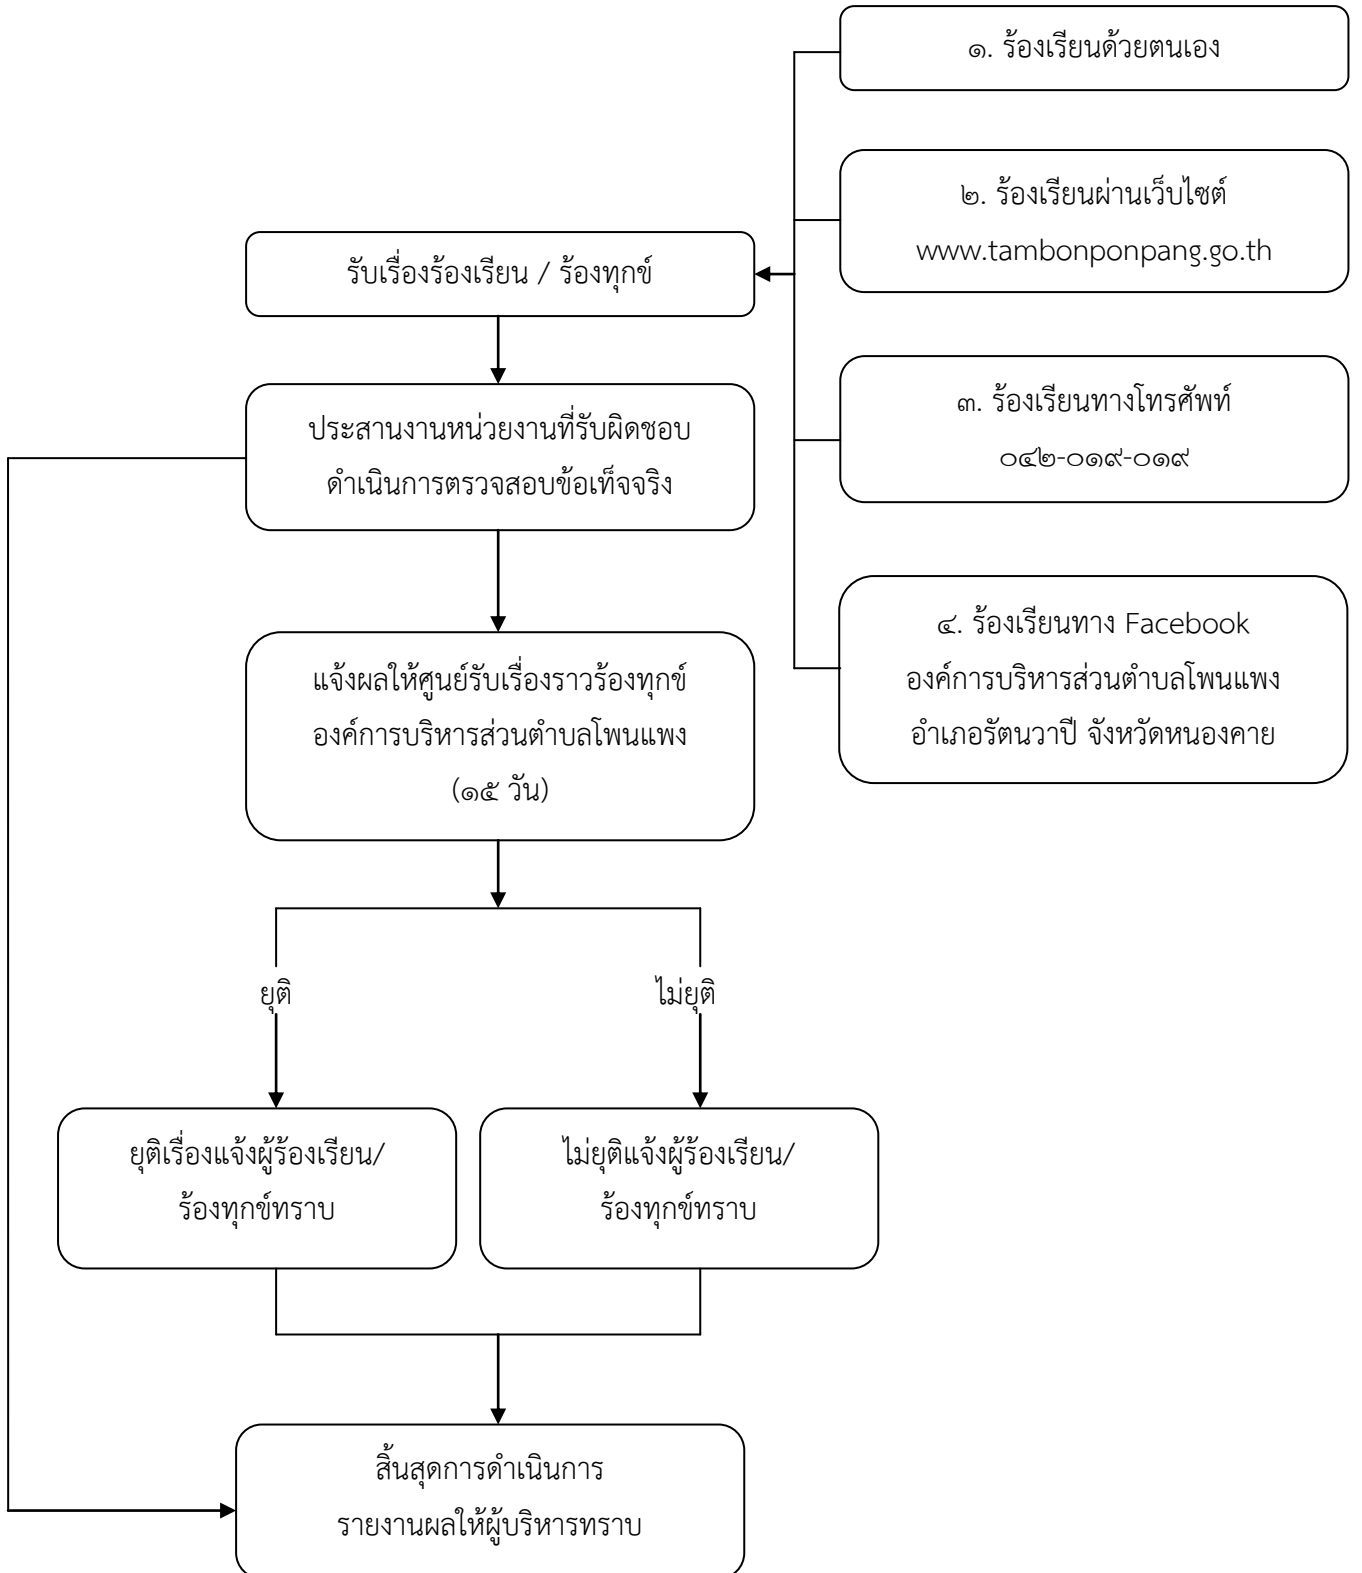 ๑. ร้องเรียนด้วยตนเอง
๒. ร้องเรียนผ่านเว็บไซต์
www.tambonponpang.go.th
๓. ร้องเรียนทางโทรศัพท์
๐๔๒-๐๑๙-๐๑๙
๔. ร้องเรียนทาง Facebook
องค์การบริหารส่วนตำบลโพนแพง
อำเภอรัตนวาปี จังหวัดหนองคาย
รับเรื่องร้องเรียน / ร้องทุกข์
ประสานงานหน่วยงานที่รับผิดชอบ
ดำเนินการตรวจสอบข้อเท็จจริง
แจ้งผลให้ศูนย์รับเรื่องราวร้องทุกข์
องค์การบริหารส่วนตำบลโพนแพง
(๑๕ วัน)
ยุติ
ไม่ยุติ
ยุติเรื่องแจ้งผู้ร้องเรียน/
ร้องทุกข์ทราบ
ไม่ยุติแจ้งผู้ร้องเรียน/
ร้องทุกข์ทราบ
สิ้นสุดการดำเนินการ
รายงานผลให้ผู้บริหารทราบ